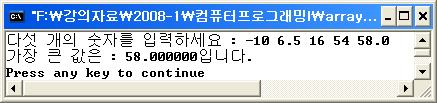 "F:₩강의자료₩2008-1₩컴퓨터프로그래밍I₩array...
다섯 개의 숫자를 입력하세요 : -10 6.5 16 54 58.0
가장 큰 값은 : 58.000000입니다.
Press any key to continue